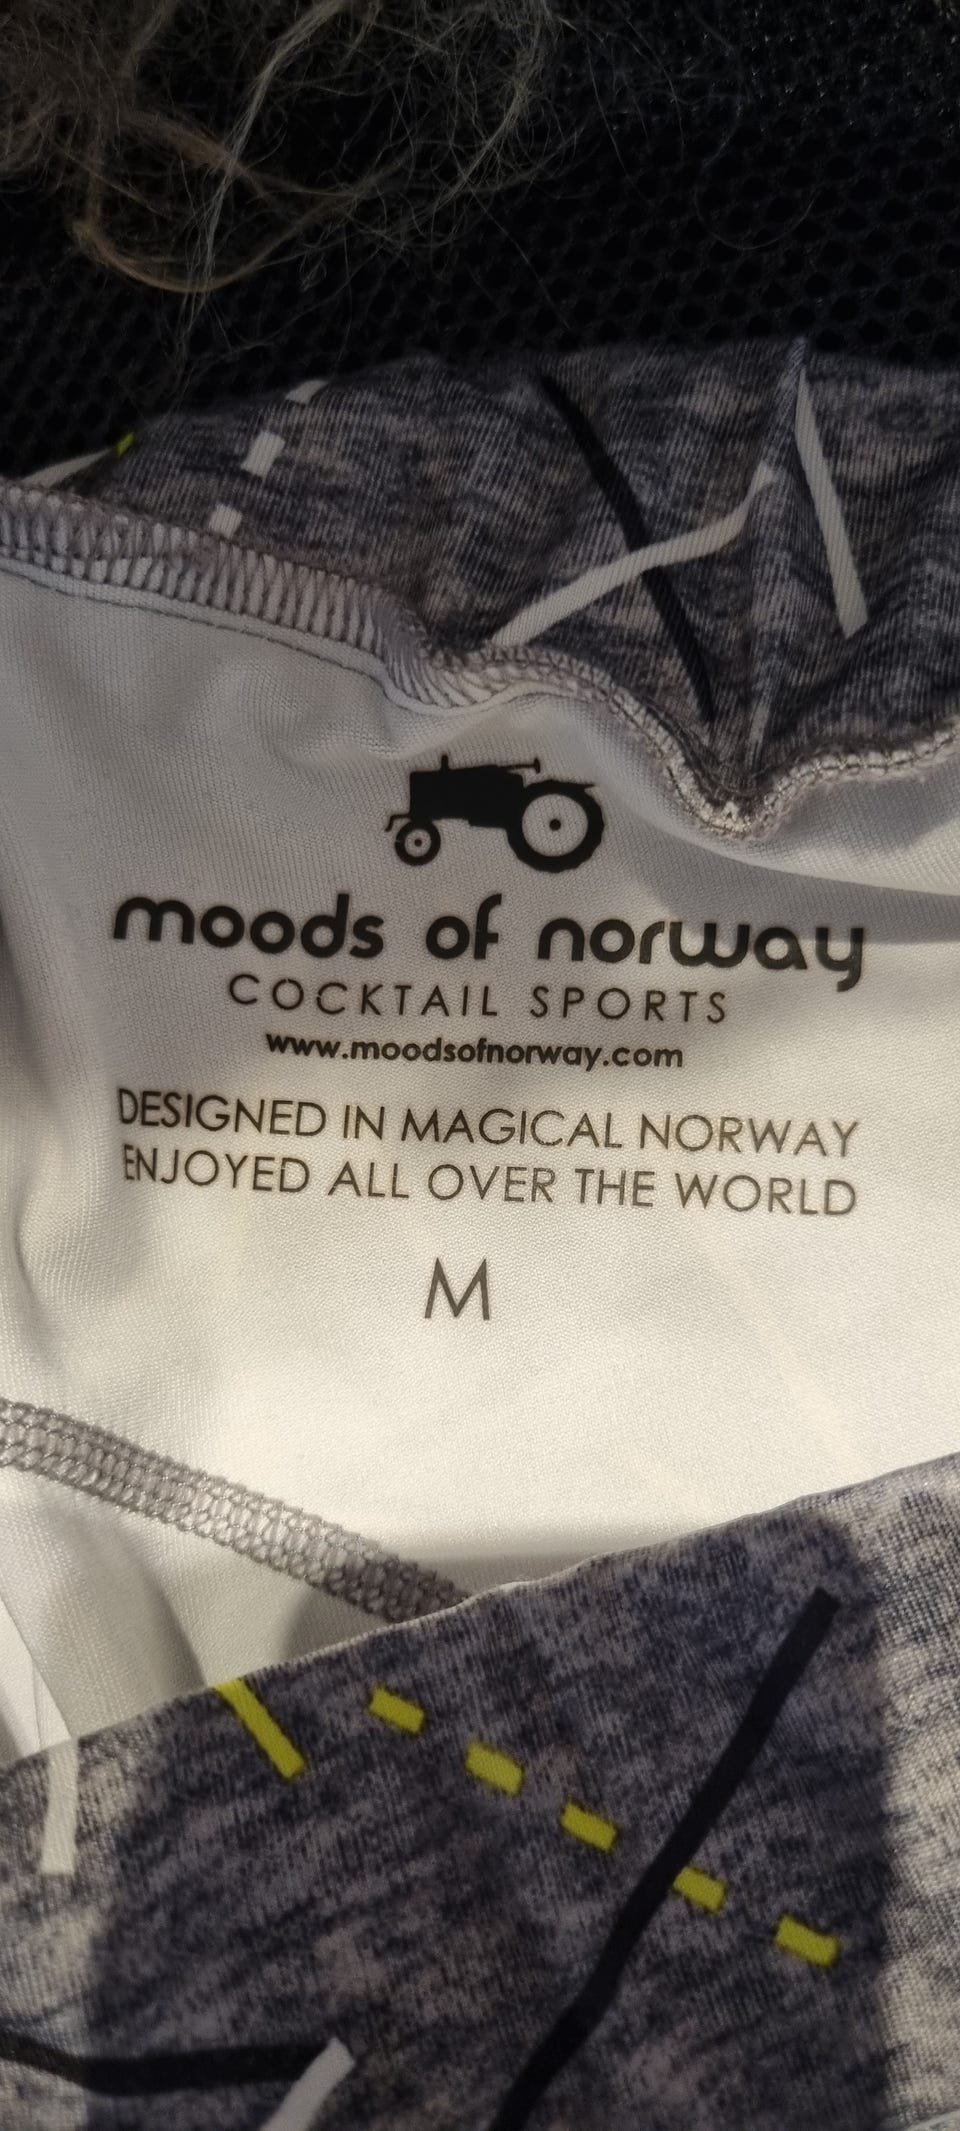 moods of norway
COCKTAIL SPORTS
www.moodsofnorway.com
DESIGNED IN MAGICAL NORWAY
ENJOYED ALL OVER THE WORLD
M